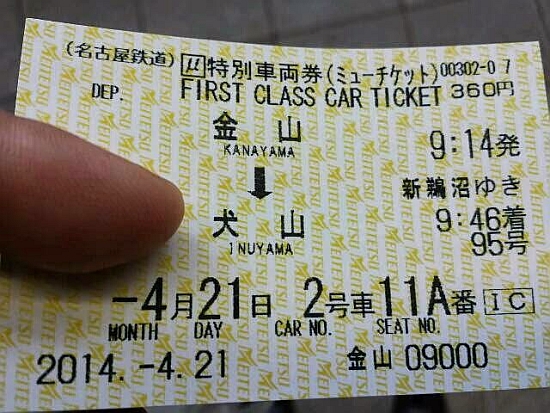 (名古屋鉄道) μ 特別車両券(ミューチケット) 00302-07
DEP. FIRST CLASS CAR TICKET 360円
金山 9:14発
KANAYAMA
新鵜沼ゆき
犬山 9:46着
INUYAMA 95号
-4月21日 2号車 11A番 IC
MONTH DAY CAR NO. SEAT NO.
2014.-4.21 金山 09000